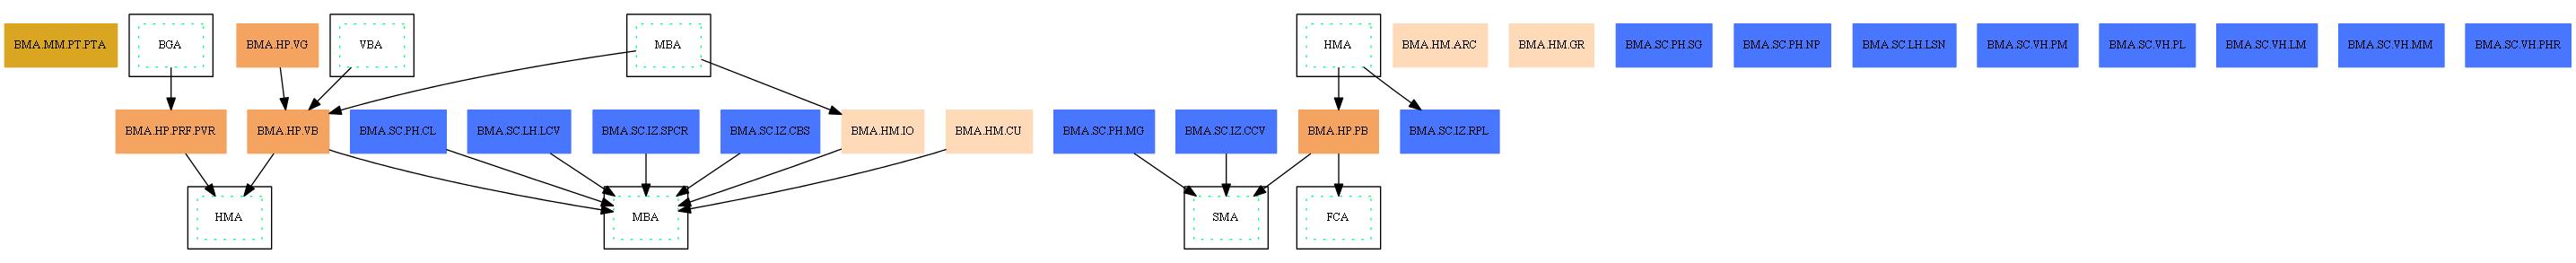 BMA.MM.PT.PTA
BGA
BMA.HP.VG
VBA
MBA
HMA
BMA.HM.ARC
BMA.HM.GR
BMA.SC.PH.SG
BMA.SC.PH.NP
BMA.SC.LH.LSN
BMA.SC.VH.PM
BMA.SC.VH.PL
BMA.SC.VH.LM
BMA.SC.VH.MM
BMA.SC.VH.PHR
BMA.HP.PRF.PVR
BMA.HP.VB
BMA.SC.PH.CL
BMA.SC.LH.LCV
BMA.SC.IZ.SPCR
BMA.SC.IZ.CBS
BMA.HM.IO
BMA.HM.CU
BMA.SC.PH.MG
BMA.SC.IZ.CCV
BMA.HP.PB
BMA.SC.IZ.RPL
HMA
MBA
SMA
FCA